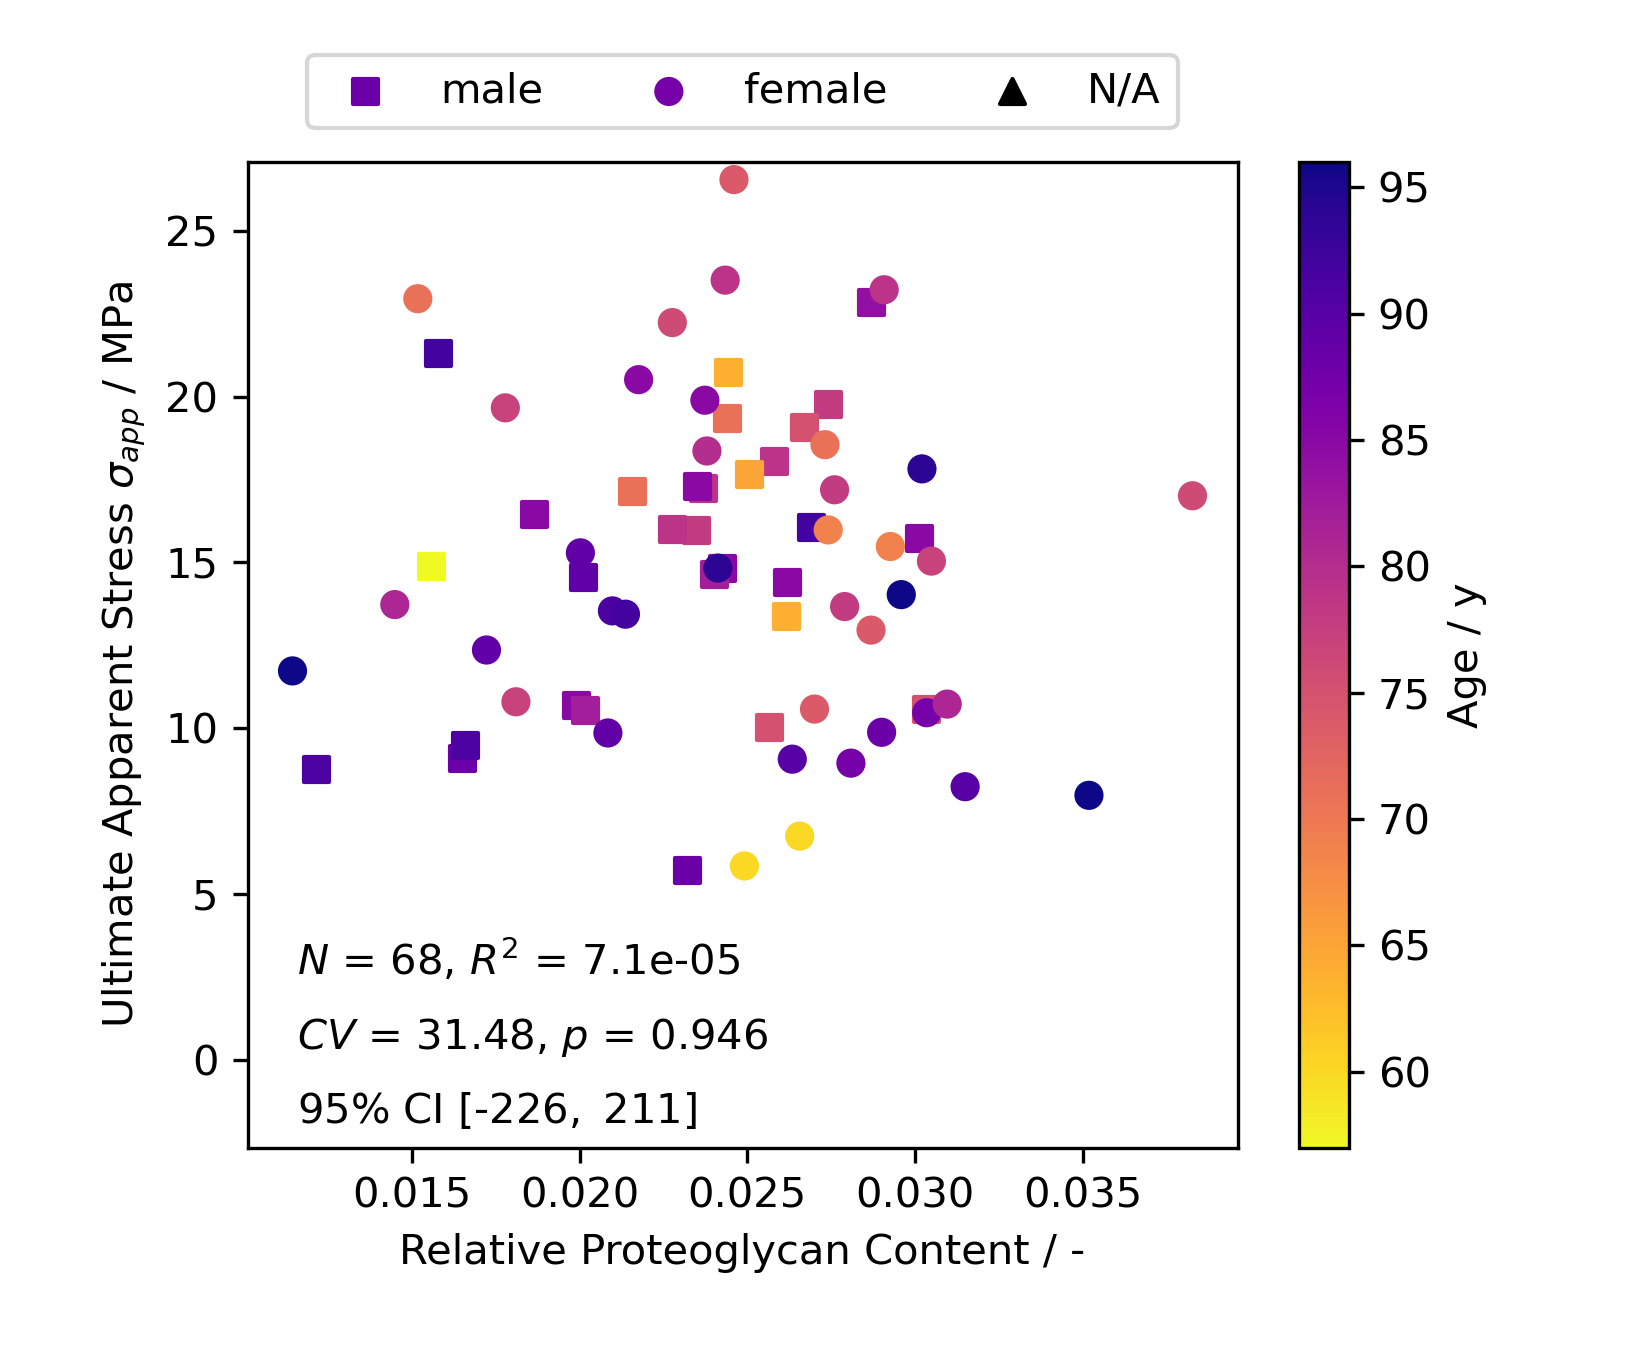 male female N/A
25
20
15
10
5
0
Ultimate Apparent Stress σapp / MPa
N = 68, R² = 7.1e-05
CV = 31.48, p = 0.946
95% CI [-226, 211]
0.015 0.020 0.025 0.030 0.035
Relative Proteoglycan Content / -
95
90
85
80
75
70
65
60
Age / y